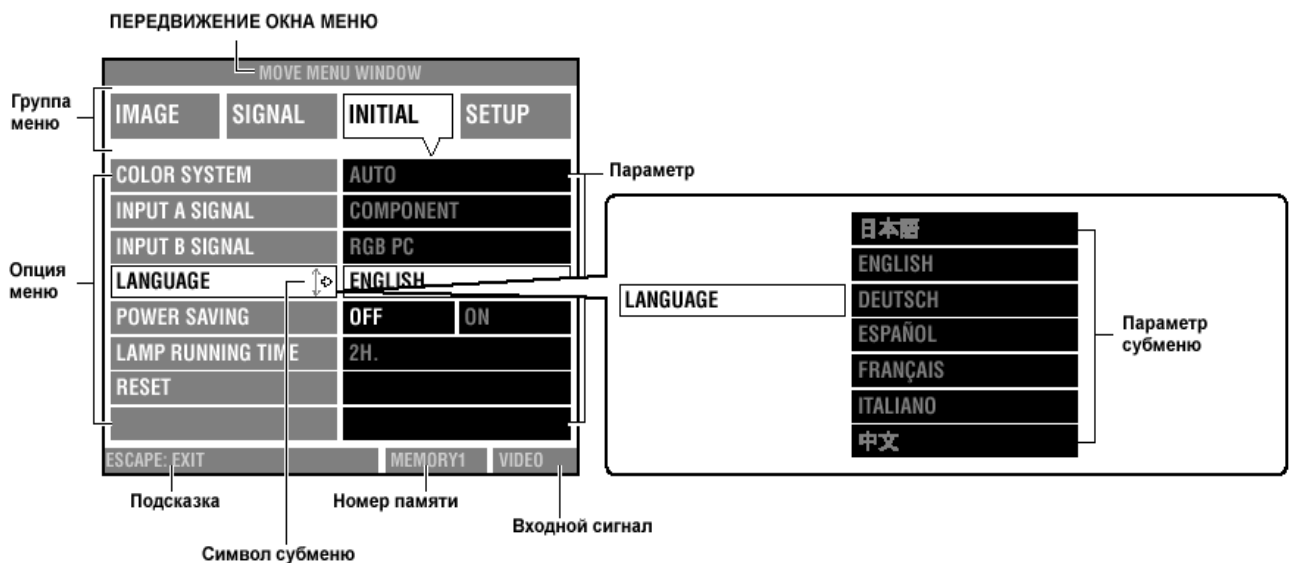 ПЕРЕДВИЖЕНИЕ ОКНА МЕНЮ
MOVE MENU WINDOW
Группа
меню
IMAGE SIGNAL INITIAL SETUP
COLOR SYSTEM AUTO
Параметр
INPUT A SIGNAL COMPONENT
INPUT B SIGNAL RGB PC
Опция
меню
LANGUAGE ENGLISH
POWER SAVING OFF ON
LAMP RUNNING TIME 2H.
RESET
ESCAPE: EXIT MEMORY1 VIDEO
Подсказка
Номер памяти
Входной сигнал
Символ субменю
LANGUAGE
日本語
ENGLISH
DEUTSCH
ESPAÑOL
FRANÇAIS
ITALIANO
中文
Параметр
субменю